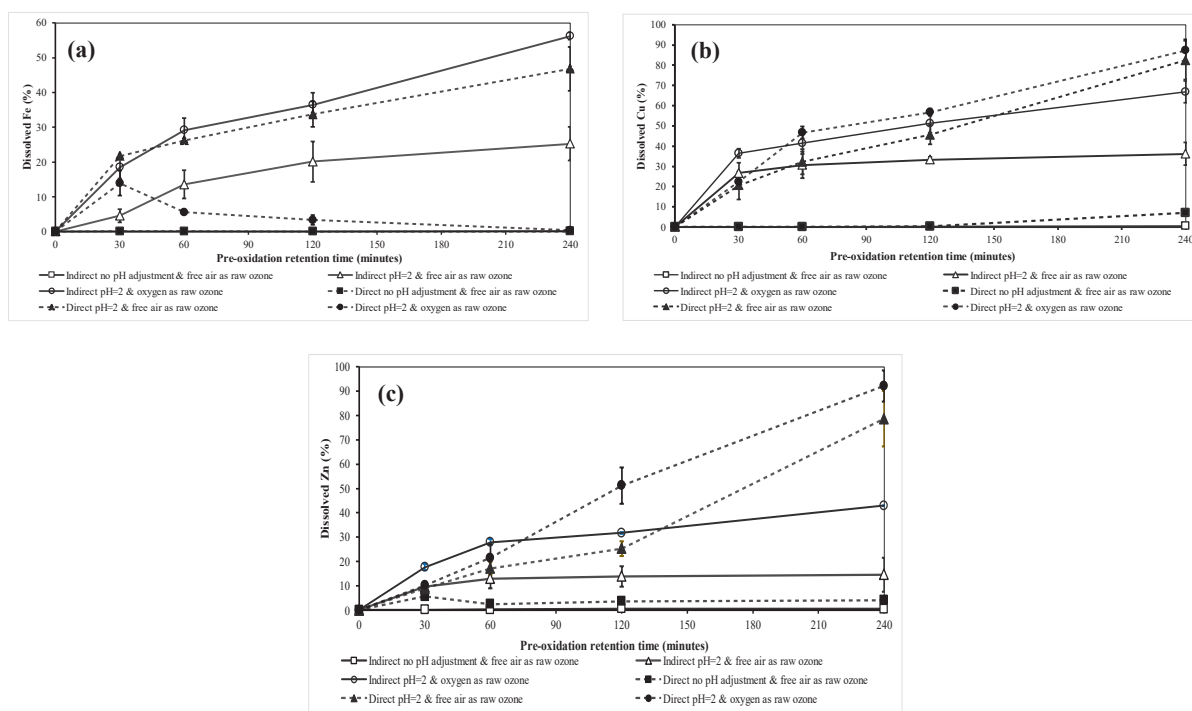 (a)
Dissolved Fe (%)
60
50
40
30
20
10
0
0 30 60 90 120 150 180 210 240
Pre-oxidation retention time (minutes)
Indirect no pH adjustment & free air as raw ozone
Indirect pH=2 & free air as raw ozone
Indirect pH=2 & oxygen as raw ozone
Direct no pH adjustment & free air as raw ozone
Direct pH=2 & free air as raw ozone
Direct pH=2 & oxygen as raw ozone
(b)
Dissolved Cu (%)
100
90
80
70
60
50
40
30
20
10
0
0 30 60 90 120 150 180 210 240
Pre-oxidation retention time (minutes)
Indirect no pH adjustment & free air as raw ozone
Indirect pH=2 & free air as raw ozone
Indirect pH=2 & oxygen as raw ozone
Direct no pH adjustment & free air as raw ozone
Direct pH=2 & free air as raw ozone
Direct pH=2 & oxygen as raw ozone
(c)
Dissolved Zn (%)
100
90
80
70
60
50
40
30
20
10
0
0 30 60 90 120 150 180 210 240
Pre-oxidation retention time (minutes)
Indirect no pH adjustment & free air as raw ozone
Indirect pH=2 & free air as raw ozone
Indirect pH=2 & oxygen as raw ozone
Direct no pH adjustment & free air as raw ozone
Direct pH=2 & free air as raw ozone
Direct pH=2 & oxygen as raw ozone